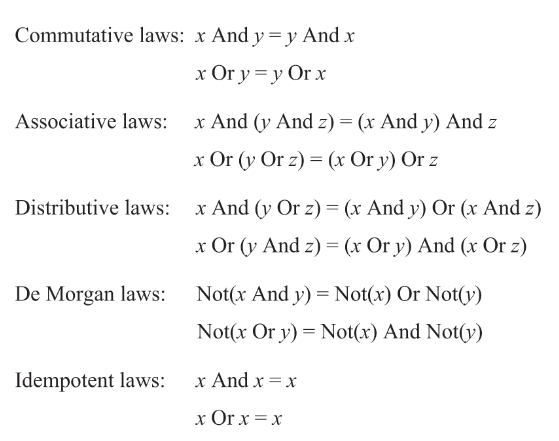 Commutative laws: x And y = y And x
x Or y = y Or x
Associative laws: x And (y And z) = (x And y) And z
x Or (y Or z) = (x Or y) Or z
Distributive laws: x And (y Or z) = (x And y) Or (x And z)
x Or (y And z) = (x Or y) And (x Or z)
De Morgan laws: Not(x And y) = Not(x) Or Not(y)
Not(x Or y) = Not(x) And Not(y)
Idempotent laws: x And x = x
x Or x = x